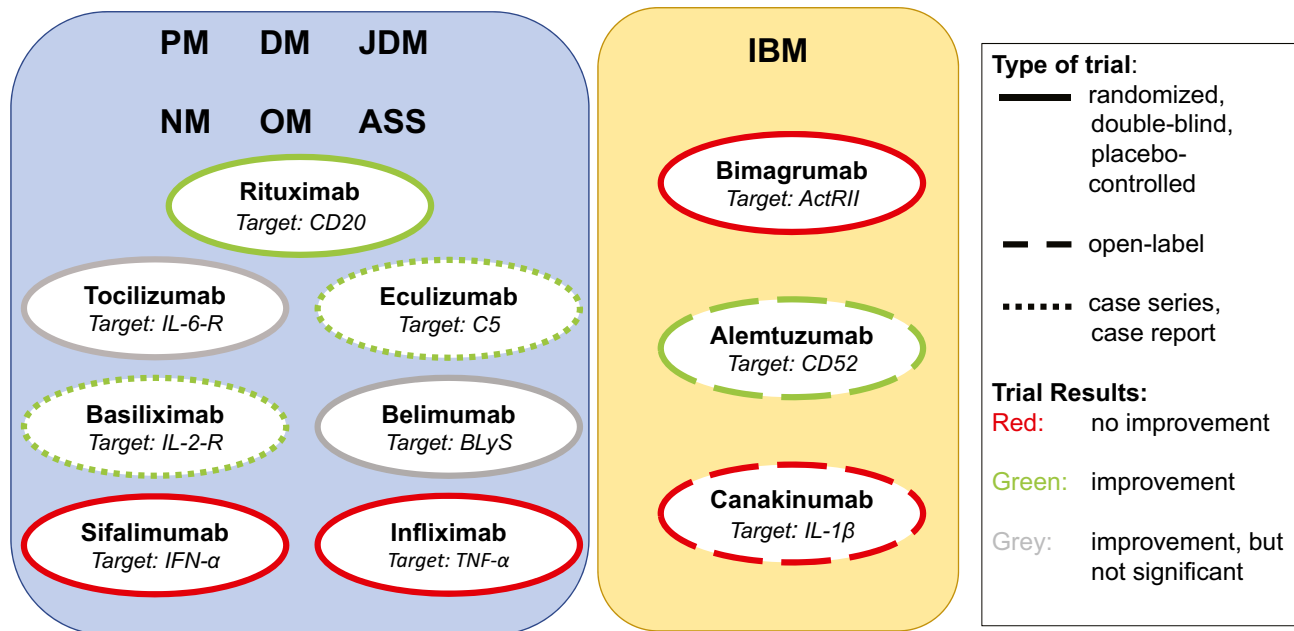 PM DM JDM
NM OM ASS
Rituximab
Target: CD20
Tocilizumab
Target: IL-6-R
Eculizumab
Target: C5
Basiliximab
Target: IL-2-R
Belimumab
Target: BLyS
Sifalimumab
Target: IFN-α
Infliximab
Target: TNF-α
IBM
Bimagrumab
Target: ActRII
Alemtuzumab
Target: CD52
Canakinumab
Target: IL-1β
Type of trial:
randomized,
double-blind,
placebo-
controlled
open-label
case series,
case report
Trial Results:
Red: no improvement
Green: improvement
Grey: improvement, but
not significant